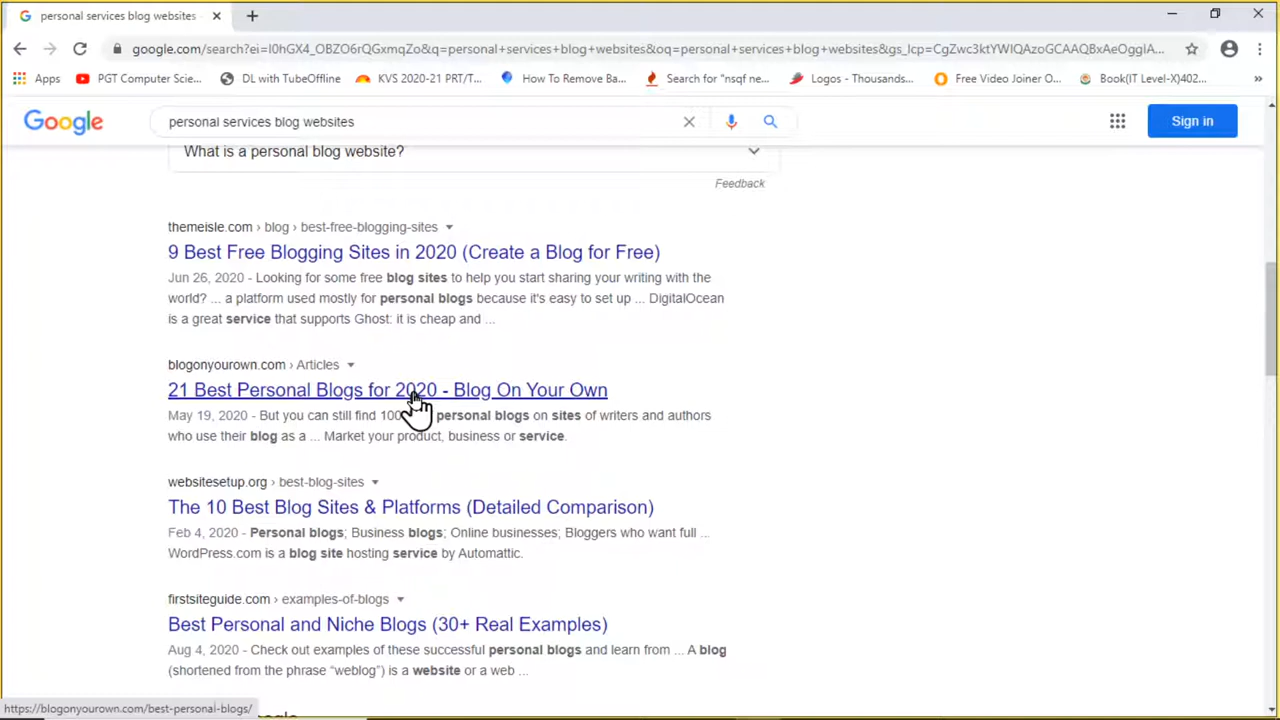 personal services blog websites
google.com/search?ei=I0hGX4_OBZO6rQGxmqZo&q=personal+services+blog+websites&oq=personal+services+blog+websites&gs_lcp=CgZwc3ktYWIQAzoGCAAQBxAeOggIA...
Apps PGT Computer Scie... DL with TubeOffline KVS 2020-21 PRT/T... How To Remove Ba... Search for "nsqf ne... Logos - Thousands... Free Video Joiner O... Book(IT Level-X)402... »
Google personal services blog websites Sign in
What is a personal blog website?
Feedback
themeisle.com › blog › best-free-blogging-sites
9 Best Free Blogging Sites in 2020 (Create a Blog for Free)
Jun 26, 2020 - Looking for some free blog sites to help you start sharing your writing with the
world? ... a platform used mostly for personal blogs because it's easy to set up ... DigitalOcean
is a great service that supports Ghost: it is cheap and ...
blogonyourown.com › Articles
21 Best Personal Blogs for 2020 - Blog On Your Own
May 19, 2020 - But you can still find 100 personal blogs on sites of writers and authors
who use their blog as a ... Market your product, business or service.
websitesetup.org › best-blog-sites
The 10 Best Blog Sites & Platforms (Detailed Comparison)
Feb 4, 2020 - Personal blogs; Business blogs; Online businesses; Bloggers who want full ...
WordPress.com is a blog site hosting service by Automattic.
firstsiteguide.com › examples-of-blogs
Best Personal and Niche Blogs (30+ Real Examples)
Aug 4, 2020 - Check out examples of these successful personal blogs and learn from ... A blog
(shortened from the phrase “weblog”) is a website or a web ...
https://blogonyourown.com/best-personal-blogs/